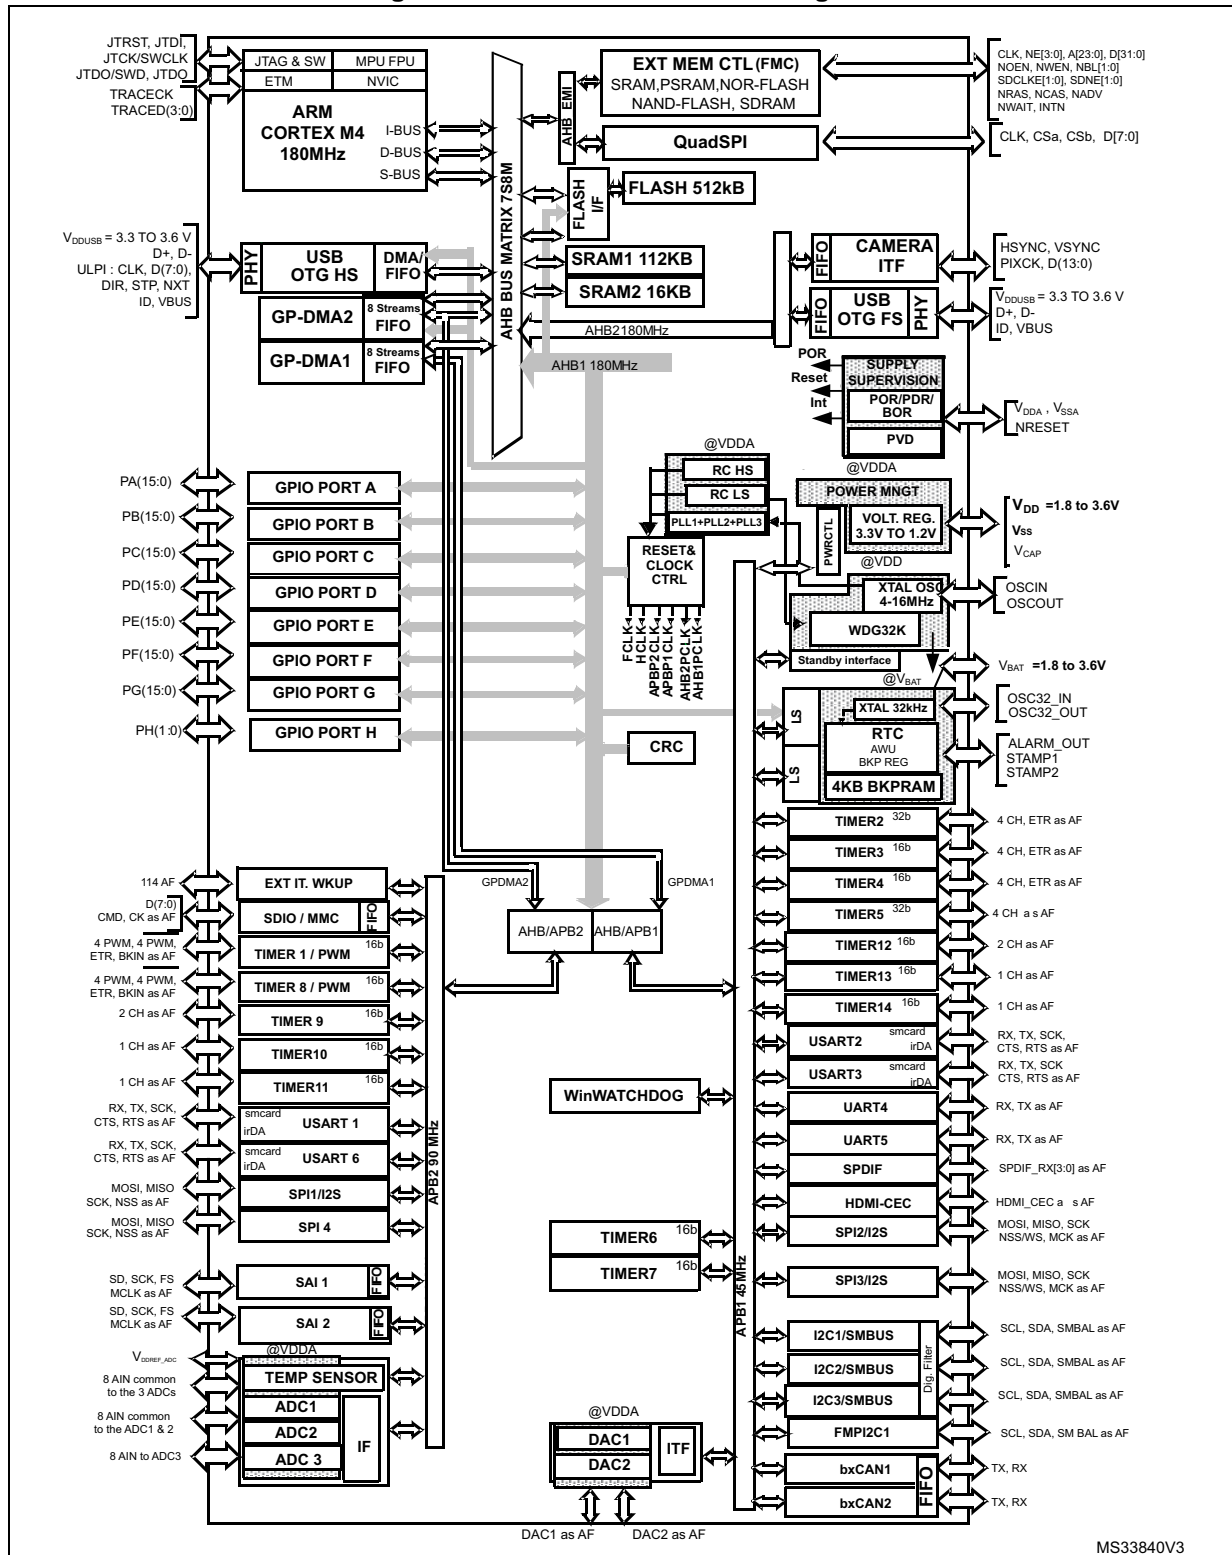 JTRST, JTDI,
JTCK/SWCLK
JTDO/SWD, JTDO
TRACECK
TRACED(3:0)
JTAG & SW
MPU FPU
ETM
NVIC
ARM
CORTEX M4
180MHz
I-BUS
D-BUS
S-BUS
AHB BUS MATRIX 7S8M
AHB EMI
EXT MEM CTL (FMC)
SRAM,PSRAM,NOR-FLASH
NAND-FLASH, SDRAM
CLK, NE[3:0], A[23:0], D[31:0]
NOEN, NWEN, NBL[1:0]
SDCLKE[1:0], SDNE[1:0]
NRAS, NCAS, NADV
NWAIT, INTN
QuadSPI
CLK, CSa, CSb, D[7:0]
FLASH I/F
FLASH 512kB
VDDUSB = 3.3 TO 3.6 V
D+, D-
ULPI : CLK, D(7:0),
DIR, STP, NXT
ID, VBUS
PHY
USB
OTG HS
DMA/
FIFO
GP-DMA2
8 Streams
FIFO
GP-DMA1
8 Streams
FIFO
SRAM1 112KB
SRAM2 16KB
AHB2180MHz
AHB1 180MHz
FIFO
CAMERA
ITF
HSYNC, VSYNC
PIXCK, D(13:0)
FIFO
USB
OTG FS
PHY
VDDUSB = 3.3 TO 3.6 V
D+, D-
ID, VBUS
POR
Reset
Int
SUPPLY
SUPERVISION
POR/PDR/
BOR
PVD
VDDA , VSSA
NRESET
@VDDA
RC HS
RC LS
PLL1+PLL2+PLL3
RESET&
CLOCK
CTRL
FCLK
HCLK
APBP2CLK
APBP1CLK
AHB2PCLK
AHB1PCLK
@VDDA
POWER MNGT
VOLT. REG.
3.3V TO 1.2V
PWRCTL
VDD =1.8 to 3.6V
Vss
VCAP
@VDD
XTAL OSC
4-16MHz
OSCIN
OSCOUT
WDG32K
Standby interface
@VBAT
VBAT =1.8 to 3.6V
LS
LS
XTAL 32kHz
OSC32_IN
OSC32_OUT
RTC
AWU
BKP REG
4KB BKPRAM
ALARM_OUT
STAMP1
STAMP2
PA(15:0)
GPIO PORT A
PB(15:0)
GPIO PORT B
PC(15:0)
GPIO PORT C
PD(15:0)
GPIO PORT D
PE(15:0)
GPIO PORT E
PF(15:0)
GPIO PORT F
PG(15:0)
GPIO PORT G
PH(1:0)
GPIO PORT H
CRC
GPDMA2
GPDMA1
AHB/APB2
AHB/APB1
114 AF
EXT IT. WKUP
D(7:0)
CMD, CK as AF
SDIO / MMC
FIFO
4 PWM, 4 PWM,
ETR, BKIN as AF
TIMER 1 / PWM 16b
4 PWM, 4 PWM,
ETR, BKIN as AF
TIMER 8 / PWM 16b
2 CH as AF
TIMER 9 16b
1 CH as AF
TIMER10 16b
1 CH as AF
TIMER11 16b
RX, TX, SCK,
CTS, RTS as AF
smcard
irDA
USART 1
RX, TX, SCK,
CTS, RTS as AF
smcard
irDA
USART 6
MOSI, MISO
SCK, NSS as AF
SPI1/I2S
MOSI, MISO
SCK, NSS as AF
SPI 4
SD, SCK, FS
MCLK as AF
SAI 1
FIFO
SD, SCK, FS
MCLK as AF
SAI 2
FIFO
APB2 90 MHz
@VDDA
VDDREF_ADC
TEMP SENSOR
8 AIN common
to the 3 ADCs
ADC1
8 AIN common
to the ADC1 & 2
ADC2
8 AIN to ADC3
ADC 3
IF
WinWATCHDOG
TIMER6 16b
TIMER7 16b
@VDDA
DAC1
DAC2
ITF
DAC1 as AF
DAC2 as AF
APB1 45 MHz
TIMER2 32b
4 CH, ETR as AF
TIMER3 16b
4 CH, ETR as AF
TIMER4 16b
4 CH, ETR as AF
TIMER5 32b
4 CH a s AF
TIMER12 16b
2 CH as AF
TIMER13 16b
1 CH as AF
TIMER14 16b
1 CH as AF
USART2
smcard
irDA
RX, TX, SCK,
CTS, RTS as AF
USART3
smcard
irDA
RX, TX, SCK
CTS, RTS as AF
UART4
RX, TX as AF
UART5
RX, TX as AF
SPDIF
SPDIF_RX[3:0] as AF
HDMI-CEC
HDMI_CEC a s AF
SPI2/I2S
MOSI, MISO, SCK
NSS/WS, MCK as AF
SPI3/I2S
MOSI, MISO, SCK
NSS/WS, MCK as AF
I2C1/SMBUS
SCL, SDA, SMBAL as AF
I2C2/SMBUS
SCL, SDA, SMBAL as AF
I2C3/SMBUS
SCL, SDA, SMBAL as AF
Dig. Filter
FMPI2C1
SCL, SDA, SM BAL as AF
bxCAN1
TX, RX
bxCAN2
TX, RX
FIFO
MS33840V3